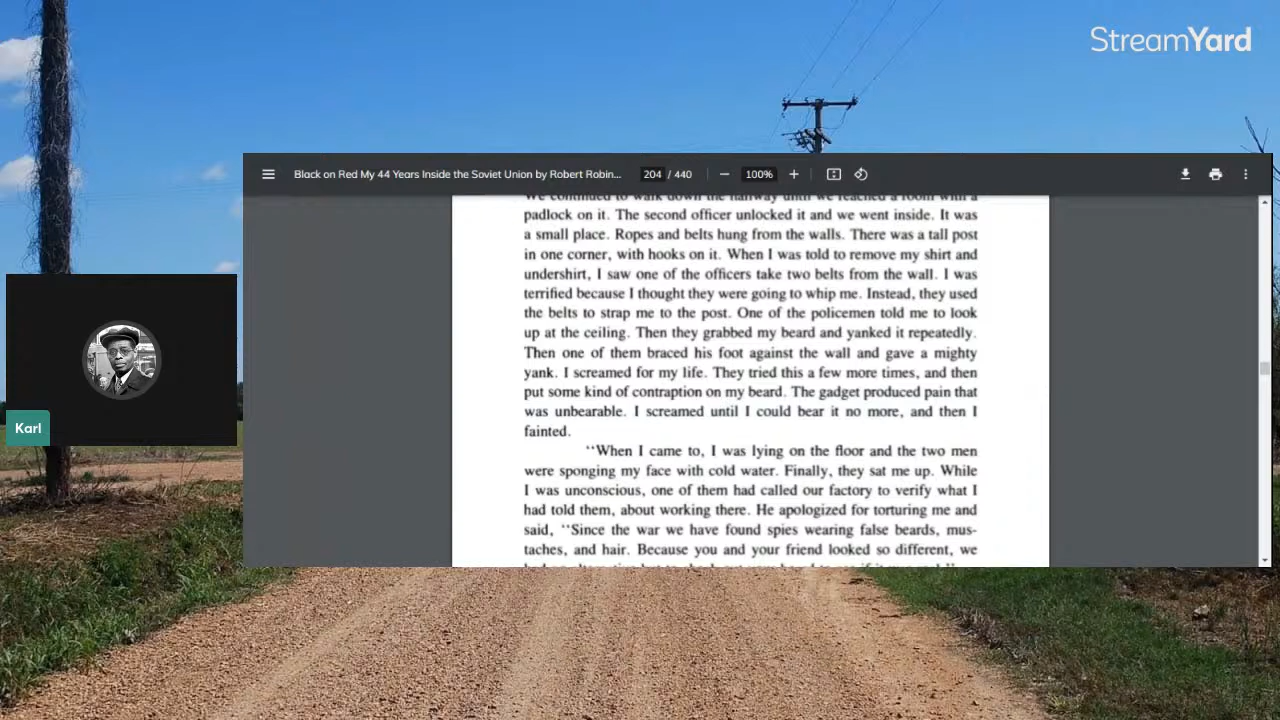 StreamYard
Black on Red My 44 Years Inside the Soviet Union by Robert Robin...
204 / 440
100%
We continued to walk down the hallway until we reached a room with a
padlock on it. The second officer unlocked it and we went inside. It was
a small place. Ropes and belts hung from the walls. There was a tall post
in one corner, with hooks on it. When I was told to remove my shirt and
undershirt, I saw one of the officers take two belts from the wall. I was
terrified because I thought they were going to whip me. Instead, they used
the belts to strap me to the post. One of the policemen told me to look
up at the ceiling. Then they grabbed my beard and yanked it repeatedly.
Then one of them braced his foot against the wall and gave a mighty
yank. I screamed for my life. They tried this a few more times, and then
put some kind of contraption on my beard. The gadget produced pain that
was unbearable. I screamed until I could bear it no more, and then I
fainted.
"When I came to, I was lying on the floor and the two men
were sponging my face with cold water. Finally, they sat me up. While
I was unconscious, one of them had called our factory to verify what I
had told them, about working there. He apologized for torturing me and
said, "Since the war we have found spies wearing false beards, mus-
taches, and hair. Because you and your friend looked so different, we
Karl